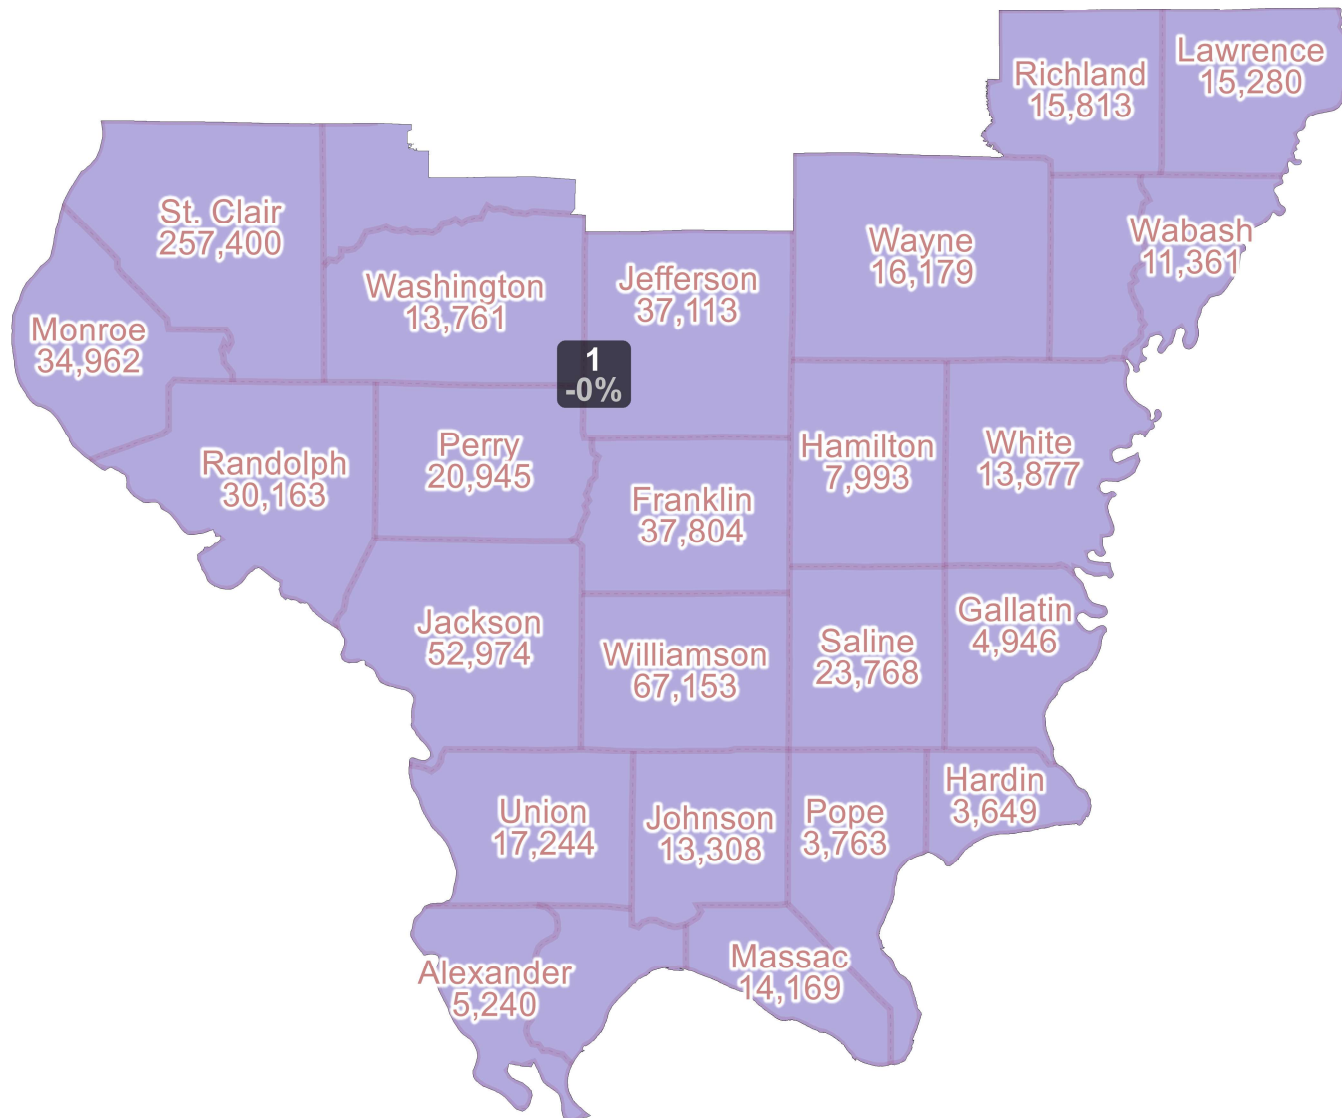 Lawrence
15,280
Richland
15,813
St. Clair
257,400
Wabash
11,361
Wayne
16,179
Jefferson
37,113
Washington
13,761
Monroe
34,962
1
-0%
Hamilton
7,993
White
13,877
Perry
20,945
Randolph
30,163
Franklin
37,804
Gallatin
4,946
Jackson
52,974
Saline
23,768
Williamson
67,153
Hardin
3,649
Union
17,244
Johnson
13,308
Pope
3,763
Massac
14,169
Alexander
5,240